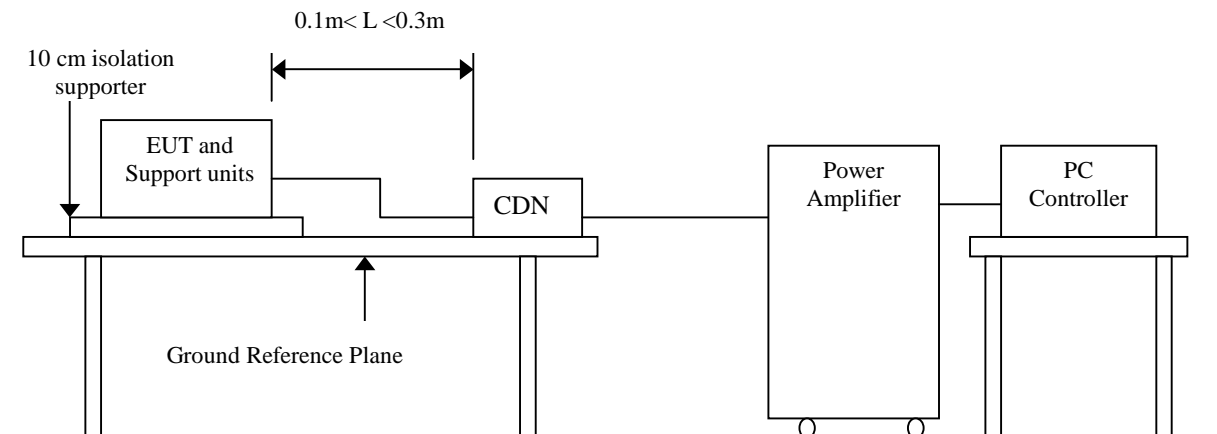 0.1m< L <0.3m
10 cm isolation
supporter
EUT and
Support units
CDN
Power
Amplifier
PC
Controller
Ground Reference Plane